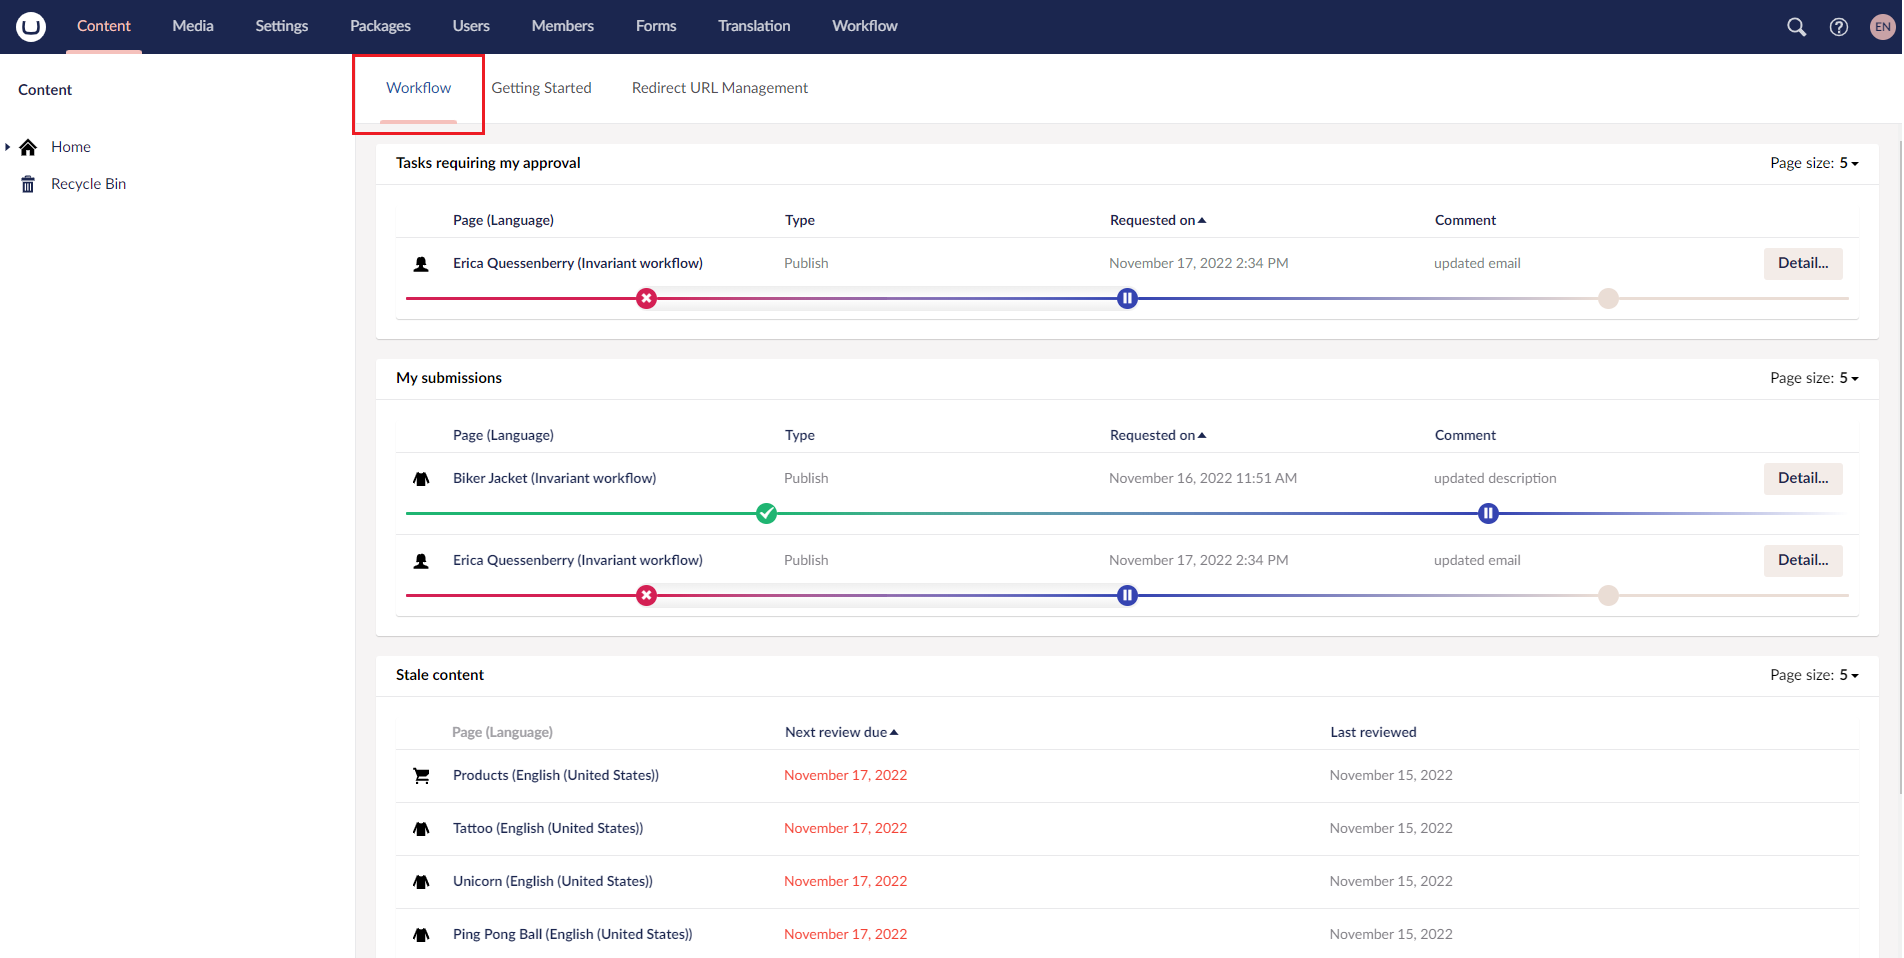 Content Media Settings Packages Users Members Forms Translation Workflow EN
Content
Home
Recycle Bin
Workflow Getting Started Redirect URL Management
Tasks requiring my approval Page size: 5
Page (Language) Type Requested on Comment
Erica Quessenberry (Invariant workflow) Publish November 17, 2022 2:34 PM updated email Detail...
My submissions Page size: 5
Page (Language) Type Requested on Comment
Biker Jacket (Invariant workflow) Publish November 16, 2022 11:51 AM updated description Detail...
Erica Quessenberry (Invariant workflow) Publish November 17, 2022 2:34 PM updated email Detail...
Stale content Page size: 5
Page (Language) Next review due Last reviewed
Products (English (United States)) November 17, 2022 November 15, 2022
Tattoo (English (United States)) November 17, 2022 November 15, 2022
Unicorn (English (United States)) November 17, 2022 November 15, 2022
Ping Pong Ball (English (United States)) November 17, 2022 November 15, 2022